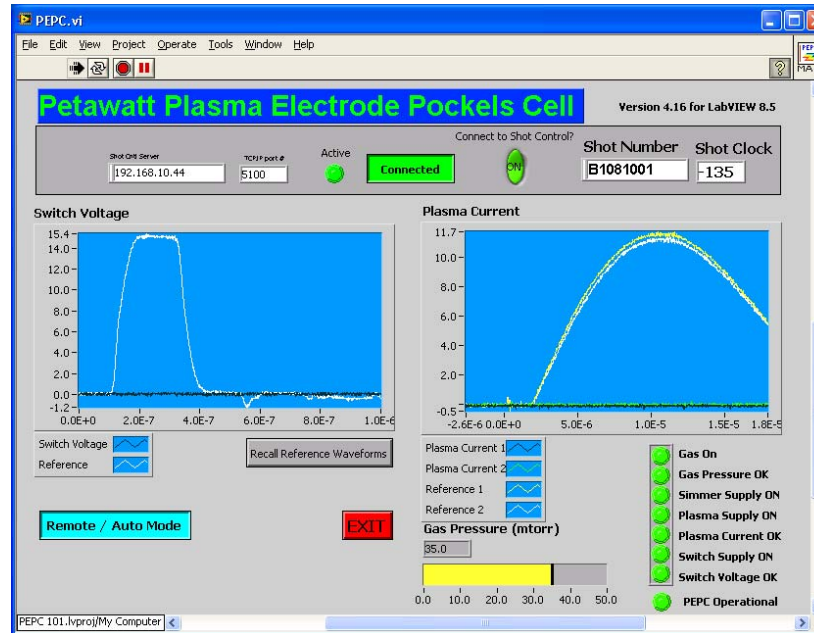 PEPC.vi
File Edit View Project Operate Tools Window Help
PEP
MA
Petawatt Plasma Electrode Pockels Cell
Version 4.16 for LabVIEW 8.5
Shot Cntl Server
192.168.10.44
TCP/IP port #
5100
Active
Connected
Connect to Shot Control?
ON
Shot Number
B1081001
Shot Clock
-135
Switch Voltage
15.4
14.0
12.0
10.0
8.0
6.0
4.0
2.0
0.0
-1.2
0.0E+0 2.0E-7 4.0E-7 6.0E-7 8.0E-7 1.0E-6
Switch Voltage
Reference
Recall Reference Waveforms
Remote / Auto Mode
EXIT
Plasma Current
11.7
10.0
8.0
6.0
4.0
2.0
-0.5
-2.6E-6 0.0E+0 5.0E-6 1.0E-5 1.5E-5 1.8E-5
Plasma Current 1
Plasma Current 2
Reference 1
Reference 2
Gas Pressure (mtorr)
35.0
0.0 10.0 20.0 30.0 40.0 50.0
Gas On
Gas Pressure OK
Simmer Supply ON
Plasma Supply ON
Plasma Current OK
Switch Supply ON
Switch Voltage OK
PEPC Operational
PEPC 101.lvproj/My Computer